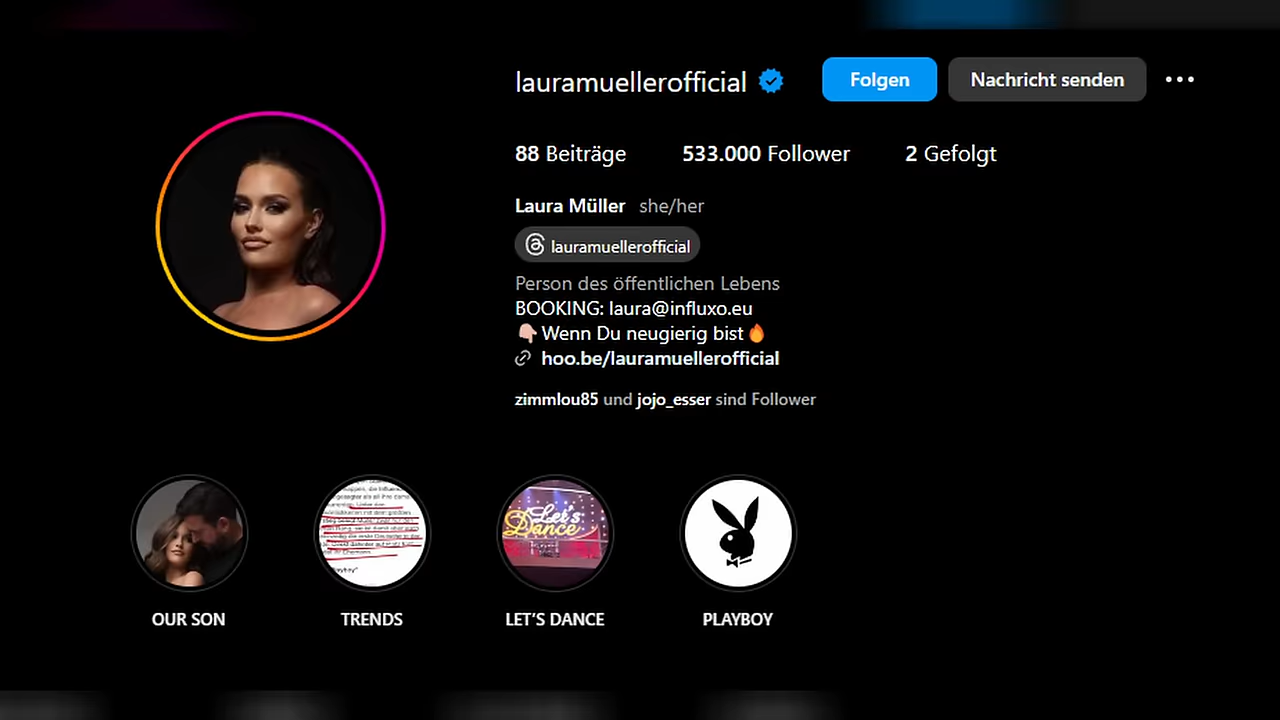 lauramuellerofficial
Folgen
Nachricht senden
88 Beiträge
533.000 Follower
2 Gefolgt
Laura Müller she/her
lauramuellerofficial
Person des öffentlichen Lebens
BOOKING: laura@influxo.eu
👇🏻 Wenn Du neugierig bist🔥
hoo.be/lauramuellerofficial
zimmlou85 und jojo_esser sind Follower
Let's
Dance
OUR SON
TRENDS
LET'S DANCE
PLAYBOY